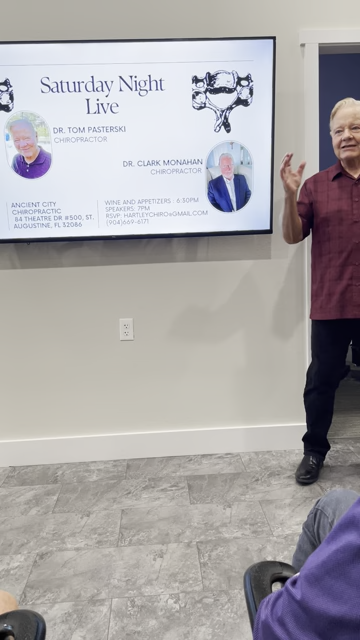 Saturday Night
Live
DR. TOM PASTERSKI
CHIROPRACTOR
DR. CLARK MONAHAN
CHIROPRACTOR
ANCIENT CITY
CHIROPRACTIC
84 THEATRE DR #500, ST.
AUGUSTINE, FL 32086
WINE AND APPETIZERS : 6:30PM
SPEAKERS: 7PM
RSVP: HARTLEYCHIRO@GMAIL.COM
(904)669-6171